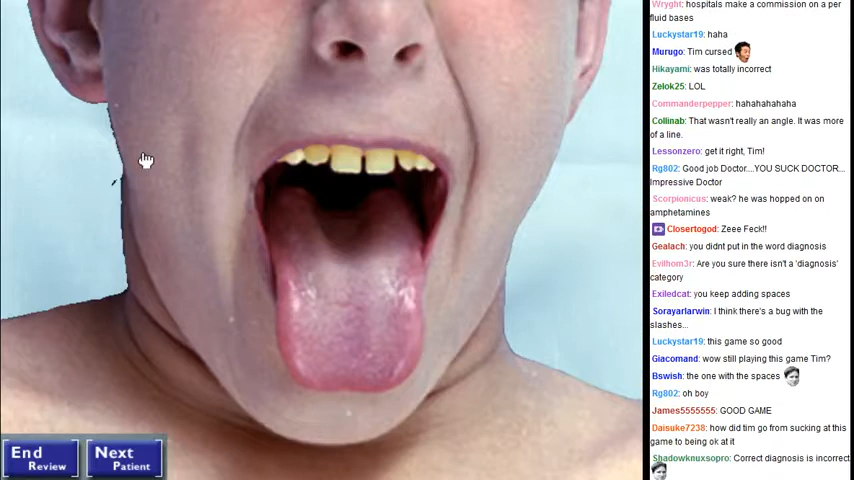 End
Review
Next
Patient
Wryght: hospitals make a commission on a per
fluid bases
Luckystar19: haha
Murugo: Tim cursed
Hikayami: was totally incorrect
Zelok25: LOL
Commanderpepper: hahahahahaha
Collinab: That wasn't really an angle. It was more
of a line.
Lessonzero: get it right, Tim!
Rg802: Good job Doctor....YOU SUCK DOCTOR...
Impressive Doctor
Scorpionicus: weak? he was hopped on on
amphetamines
Closertogod: Zeee Feck!!
Gealach: you didnt put in the word diagnosis
Evilhom3r: Are you sure there isn't a 'diagnosis'
category
Exiledcat: you keep adding spaces
Sorayarlarwin: I think there's a bug with the
slashes...
Luckystar19: this game so good
Giacomand: wow still playing this game Tim?
Bswish: the one with the spaces
Rg802: oh boy
James5555555: GOOD GAME
Daisuke7238: how did tim go from sucking at this
game to being ok at it
Shadowknuxsopro: Correct diagnosis is incorrect